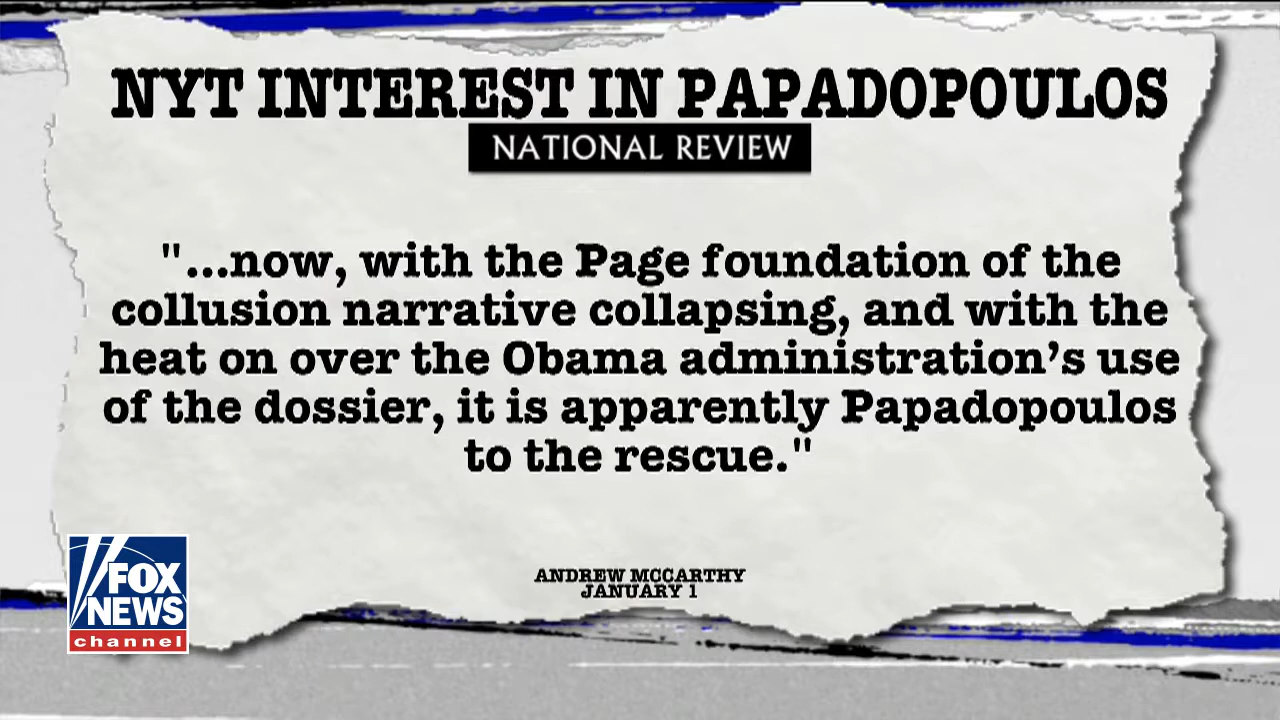 NYT INTEREST IN PAPADOPOULOS
NATIONAL REVIEW
"...now, with the Page foundation of the
collusion narrative collapsing, and with the
heat on over the Obama administration’s use
of the dossier, it is apparently Papadopoulos
to the rescue."
ANDREW MCCARTHY
JANUARY 1
FOX
NEWS
channel